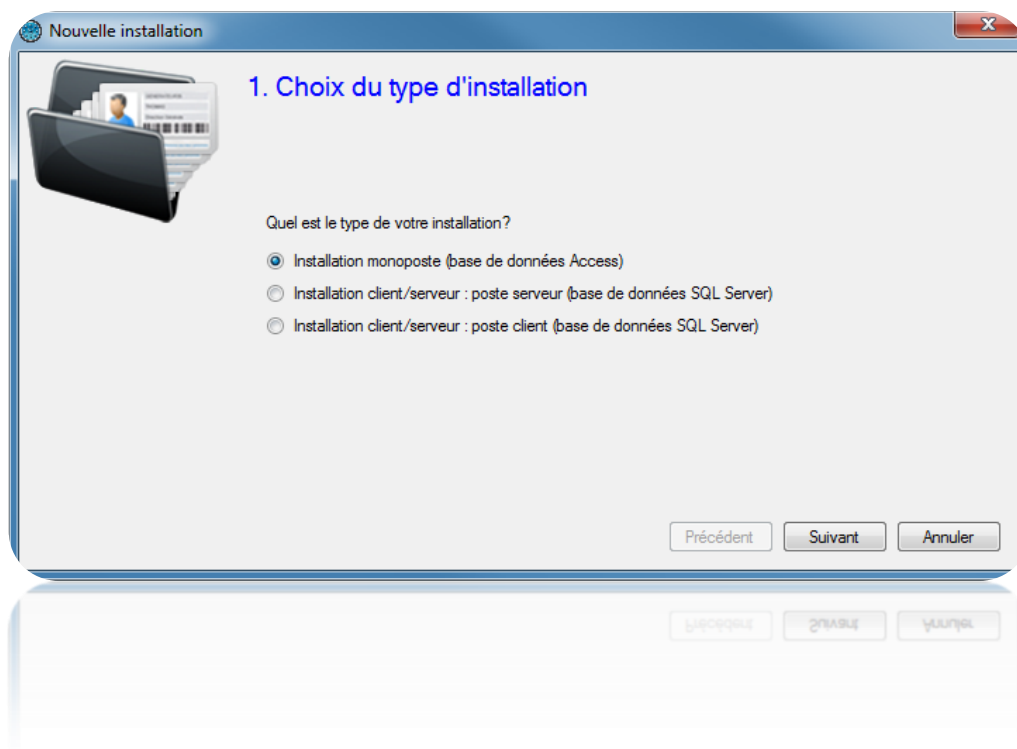 Nouvelle installation
1. Choix du type d'installation
Quel est le type de votre installation?
Installation monoposte (base de données Access)
Installation client/serveur : poste serveur (base de données SQL Server)
Installation client/serveur : poste client (base de données SQL Server)
Précédent Suivant Annuler